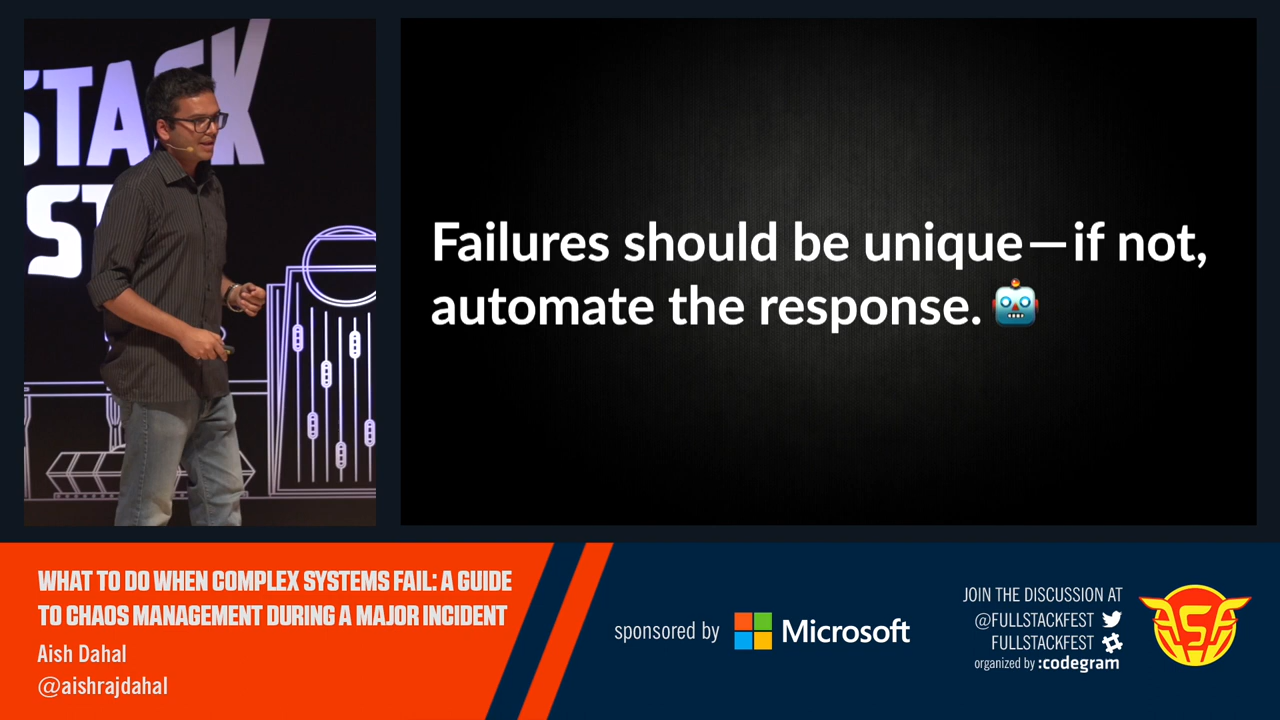 STACK
Failures should be unique—if not,
automate the response.
WHAT TO DO WHEN COMPLEX SYSTEMS FAIL: A GUIDE
TO CHAOS MANAGEMENT DURING A MAJOR INCIDENT
Aish Dahal
@aishrajdahal
sponsored by Microsoft
JOIN THE DISCUSSION AT
@FULLSTACKFEST
FULLSTACKFEST
organized by :codegram
FSF